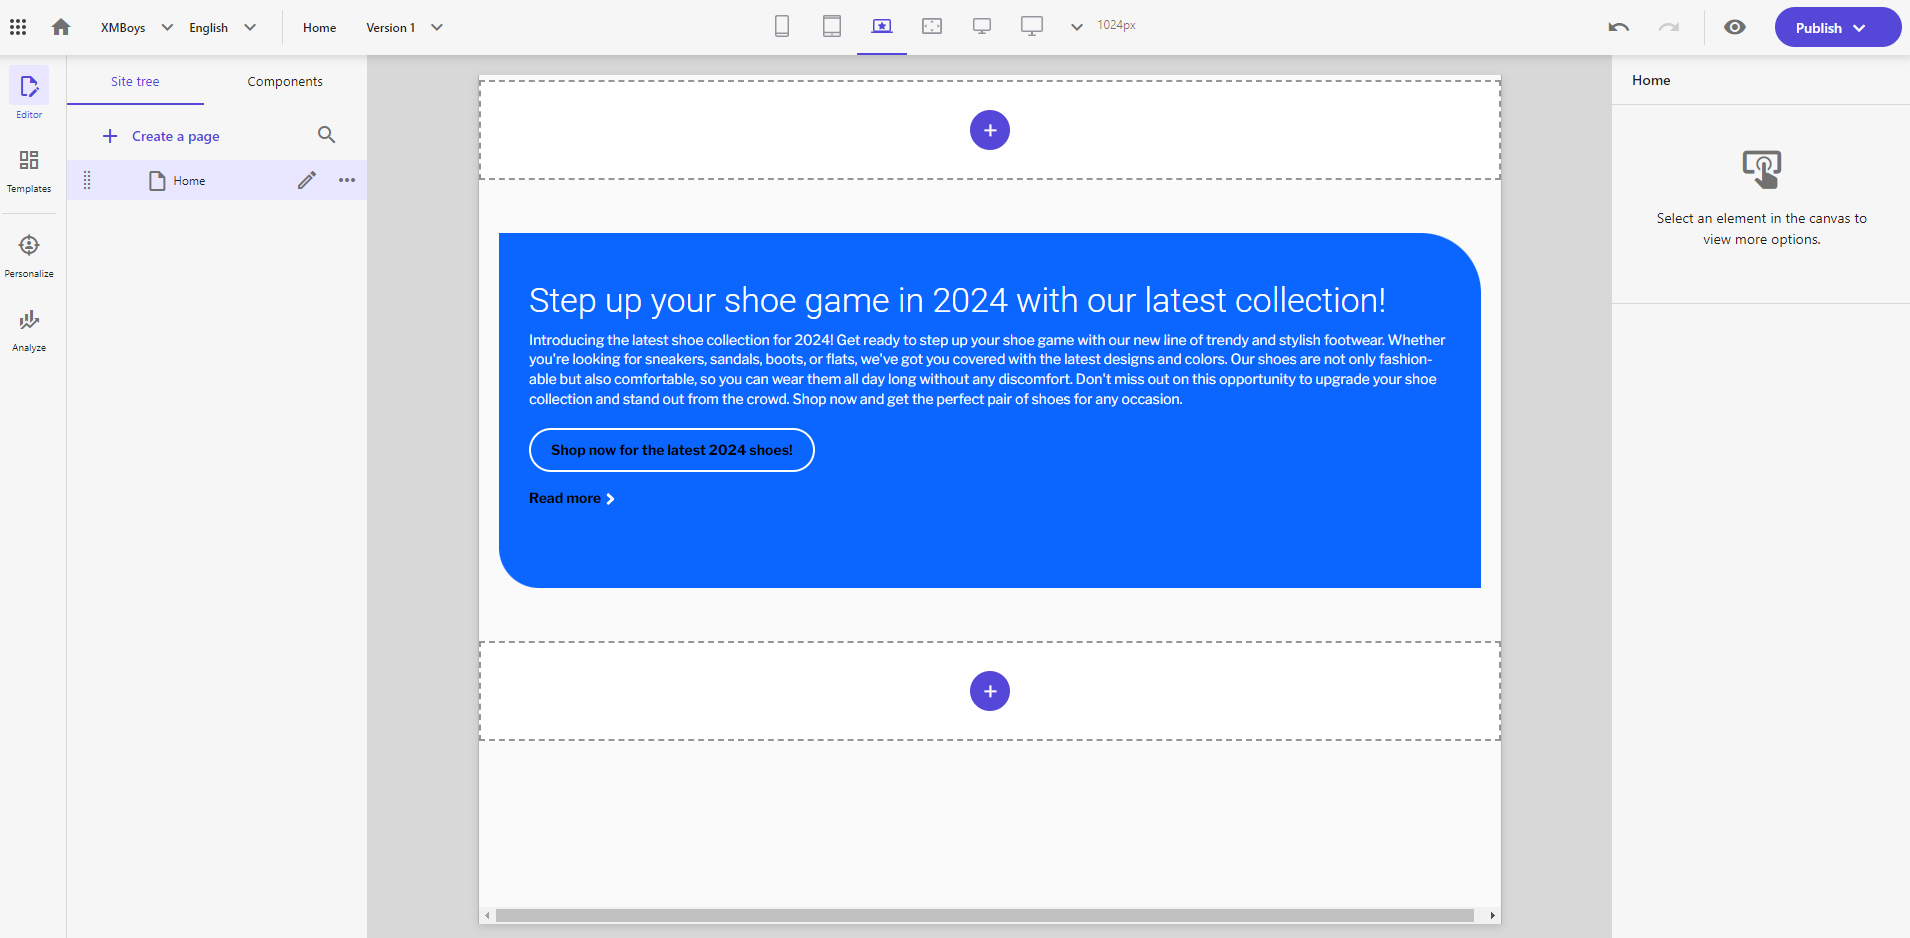 XMBoys English Home Version 1 1024px Publish
Editor
Templates
Personalize
Analyze
Site tree Components
Create a page
Home
Step up your shoe game in 2024 with our latest collection!
Introducing the latest shoe collection for 2024! Get ready to step up your shoe game with our new line of trendy and stylish footwear. Whether
you're looking for sneakers, sandals, boots, or flats, we've got you covered with the latest designs and colors. Our shoes are not only fashion-
able but also comfortable, so you can wear them all day long without any discomfort. Don't miss out on this opportunity to upgrade your shoe
collection and stand out from the crowd. Shop now and get the perfect pair of shoes for any occasion.
Shop now for the latest 2024 shoes!
Read more
Home
Select an element in the canvas to
view more options.